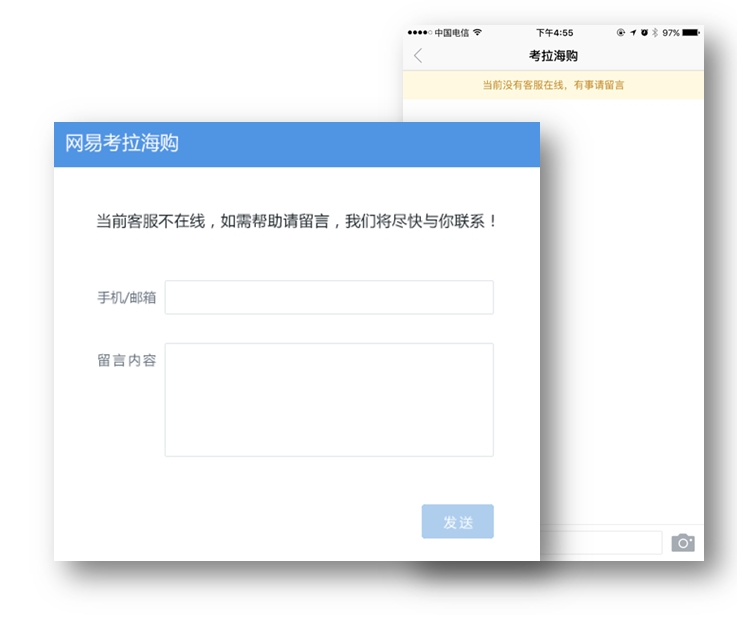 中国电信 下午4:55 97%
考拉海购
当前没有客服在线，有事请留言
网易考拉海购
当前客服不在线，如需帮助请留言，我们将尽快与你联系！
手机/邮箱
留言内容
发送